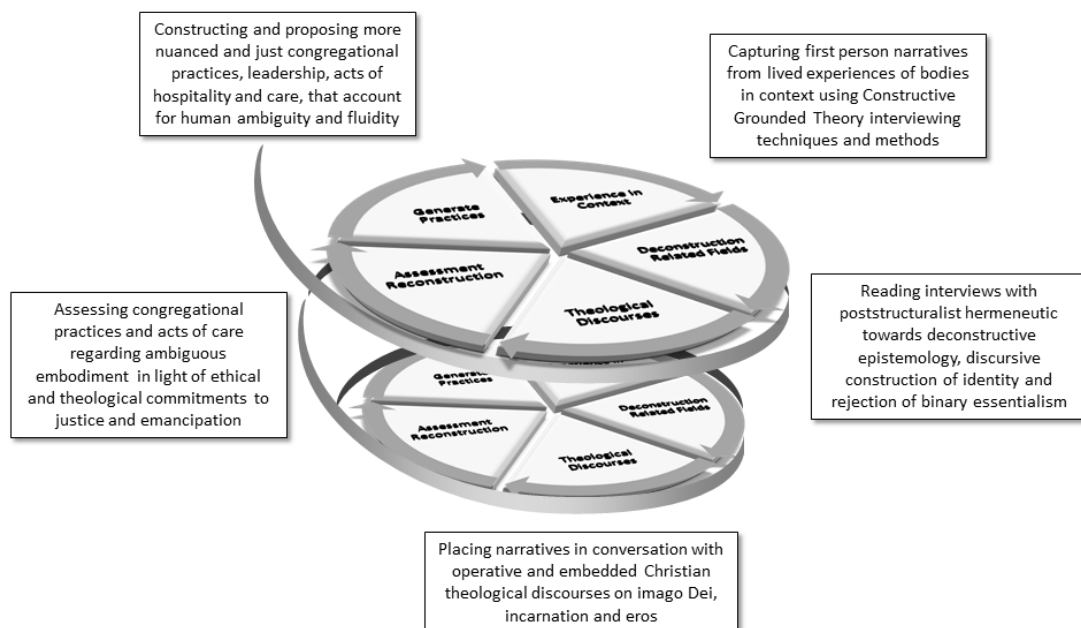 Constructing and proposing more
nuanced and just congregational
practices, leadership, acts of
hospitality and care, that account
for human ambiguity and fluidity
Capturing first person narratives
from lived experiences of bodies
in context using Constructive
Grounded Theory interviewing
techniques and methods
Generate
Practices
Experience in
Context
Assessment
Reconstruction
Deconstruction
Related Fields
Theological
Discourses
Assessing congregational
practices and acts of care
regarding ambiguous
embodiment in light of ethical
and theological commitments to
justice and emancipation
Reading interviews with
poststructuralist hermeneutic
towards deconstructive
epistemology, discursive
construction of identity and
rejection of binary essentialism
Generate
Practices
Deconstruction
Related Fields
Assessment
Reconstruction
Theological
Discourses
Placing narratives in conversation with
operative and embedded Christian
theological discourses on imago Dei,
incarnation and eros